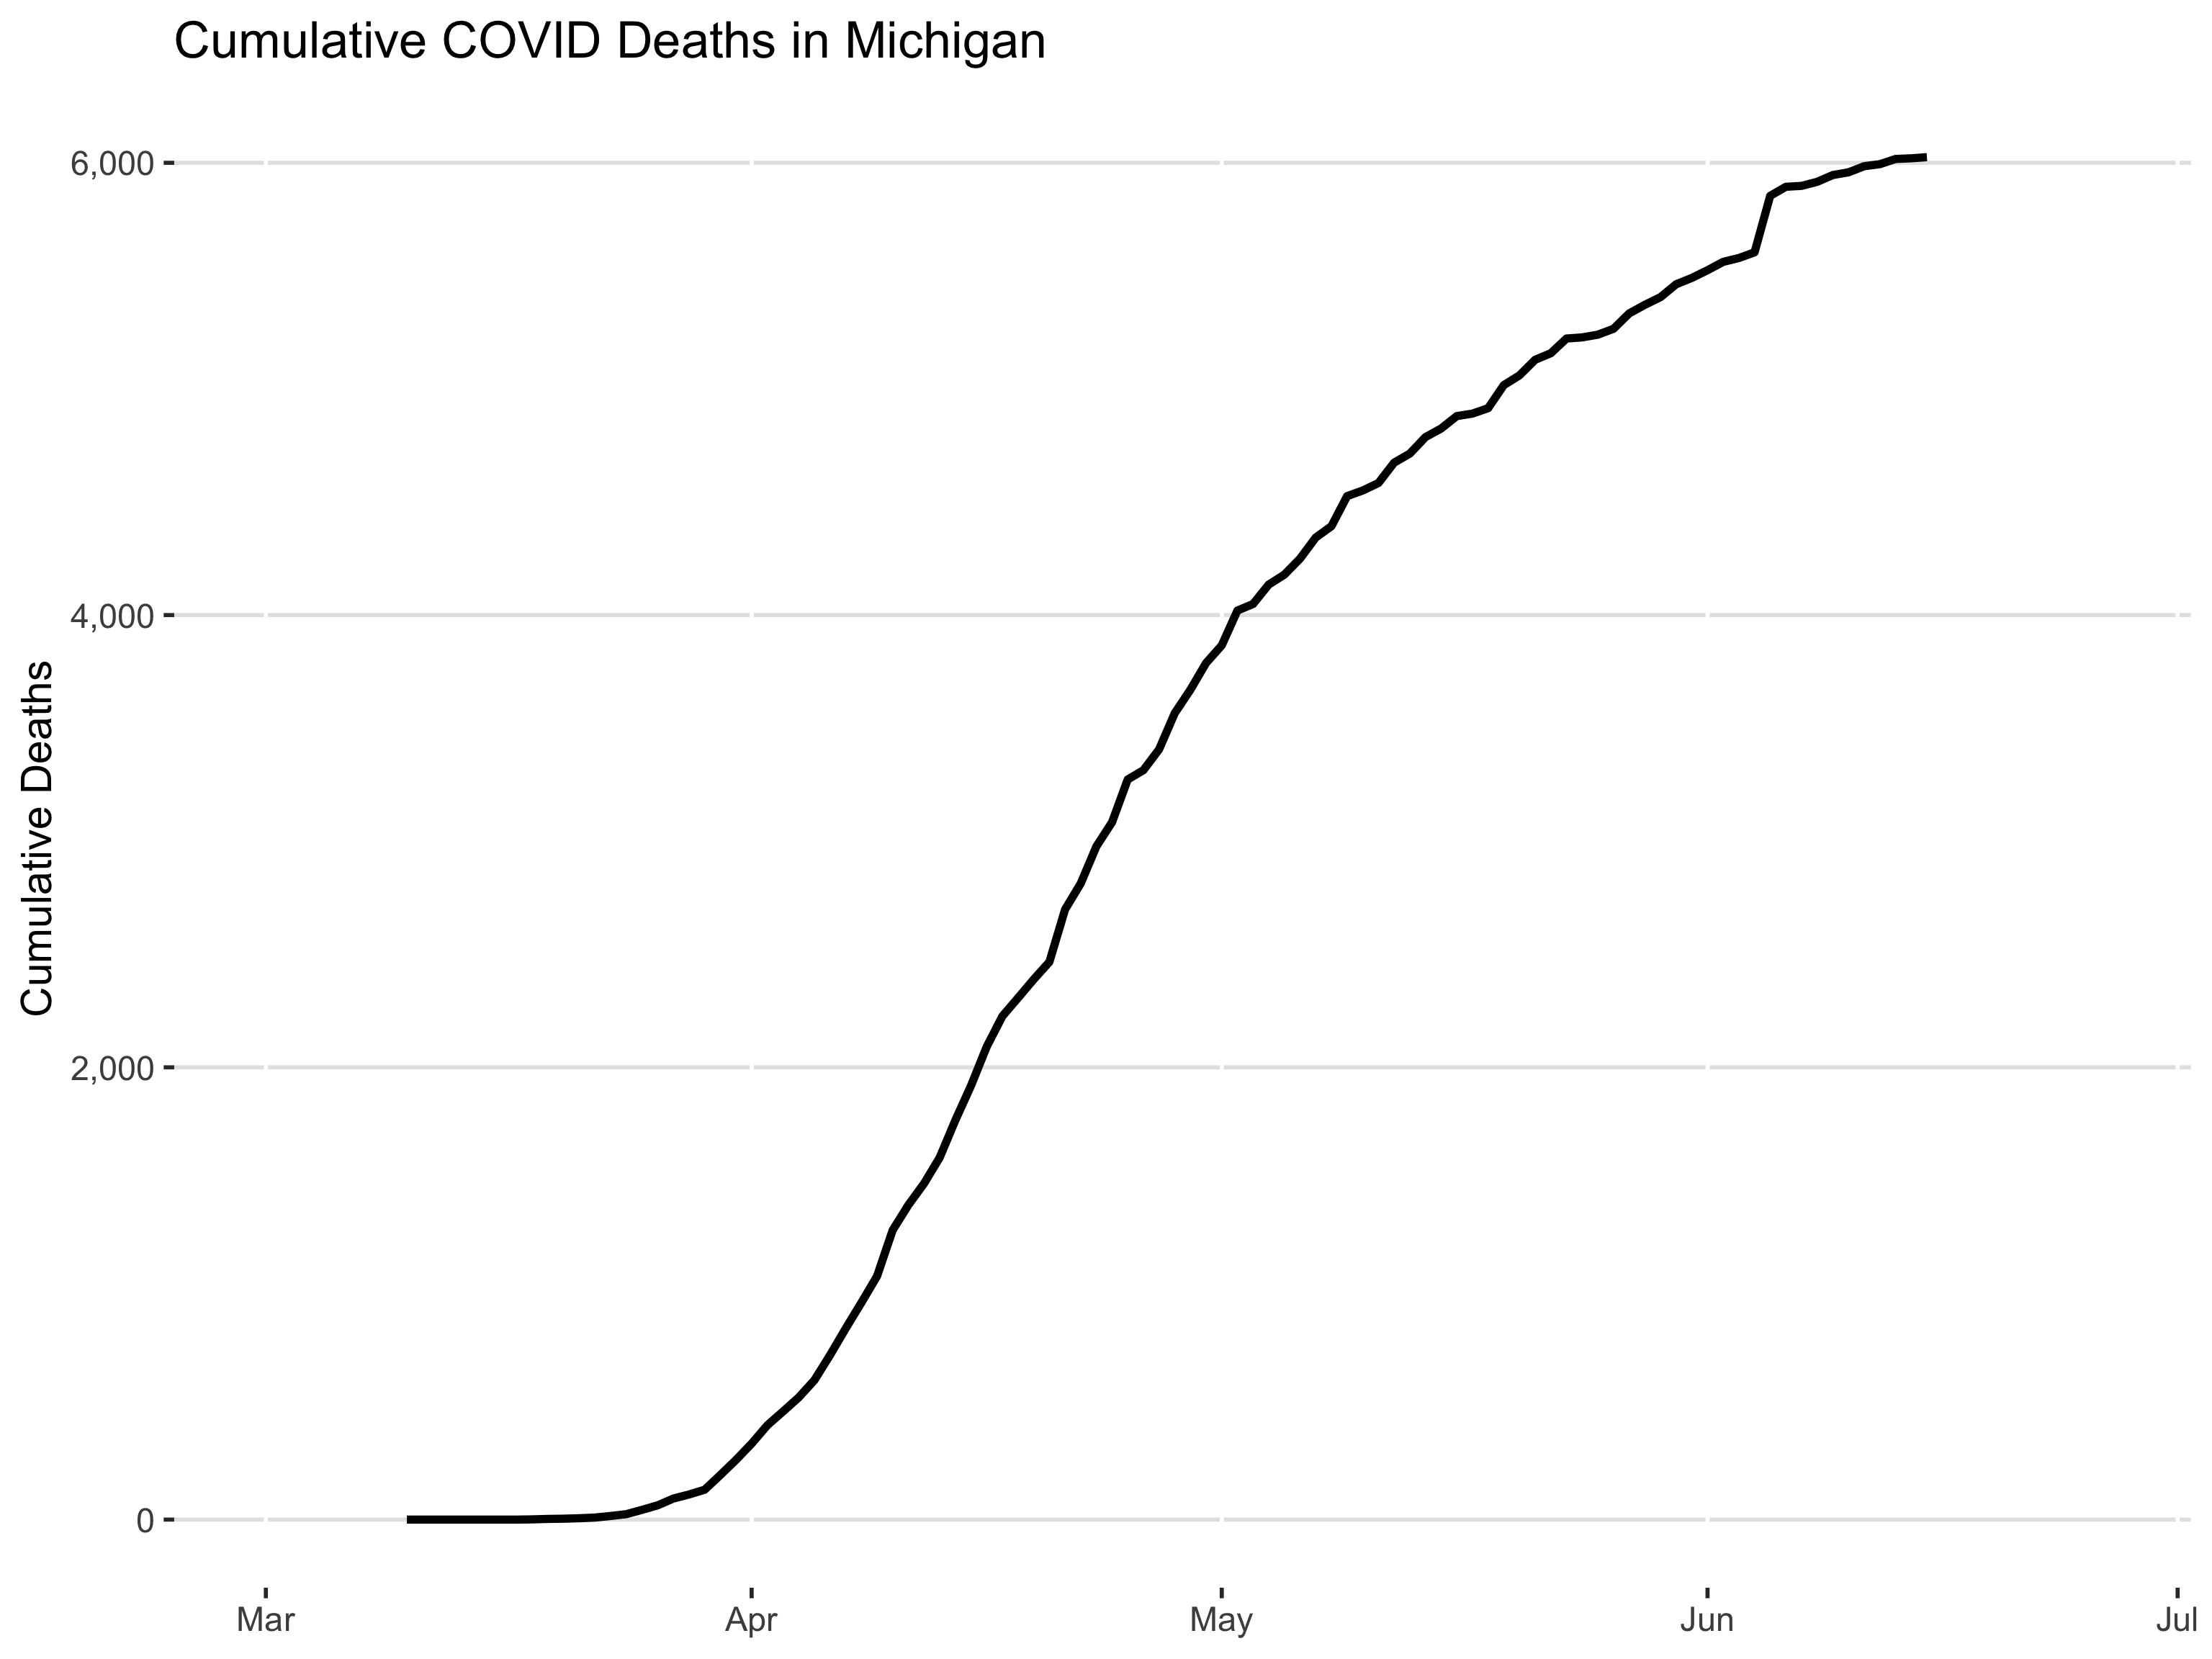 Cumulative COVID Deaths in Michigan
6,000
4,000
2,000
0
Cumulative Deaths
Mar Apr May Jun Jul